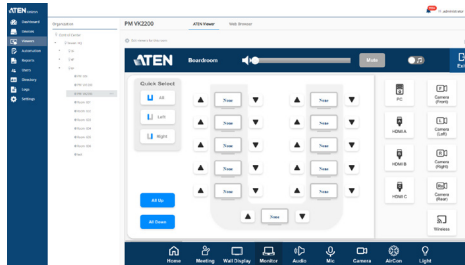 ATEN
Dashboard
Devices
Viewer
Automation
Reports
Users
Directory
Logs
Settings
Organization
PM VK2200
ATEN Viewer
Web Browser
ATEN
Boardroom
Mute
Quick Select
All
Left
Right
None None
None None
None None
None None
None None
None
All Up
All Down
PC
HDMI A
HDMI B
HDMI C
Camera
(Front)
Camera
(Left)
Camera
(Right)
Camera
(Rear)
Wireless
Home
Meeting
Wall Display
Monitor
Audio
Mic
Camera
AirCon
Light